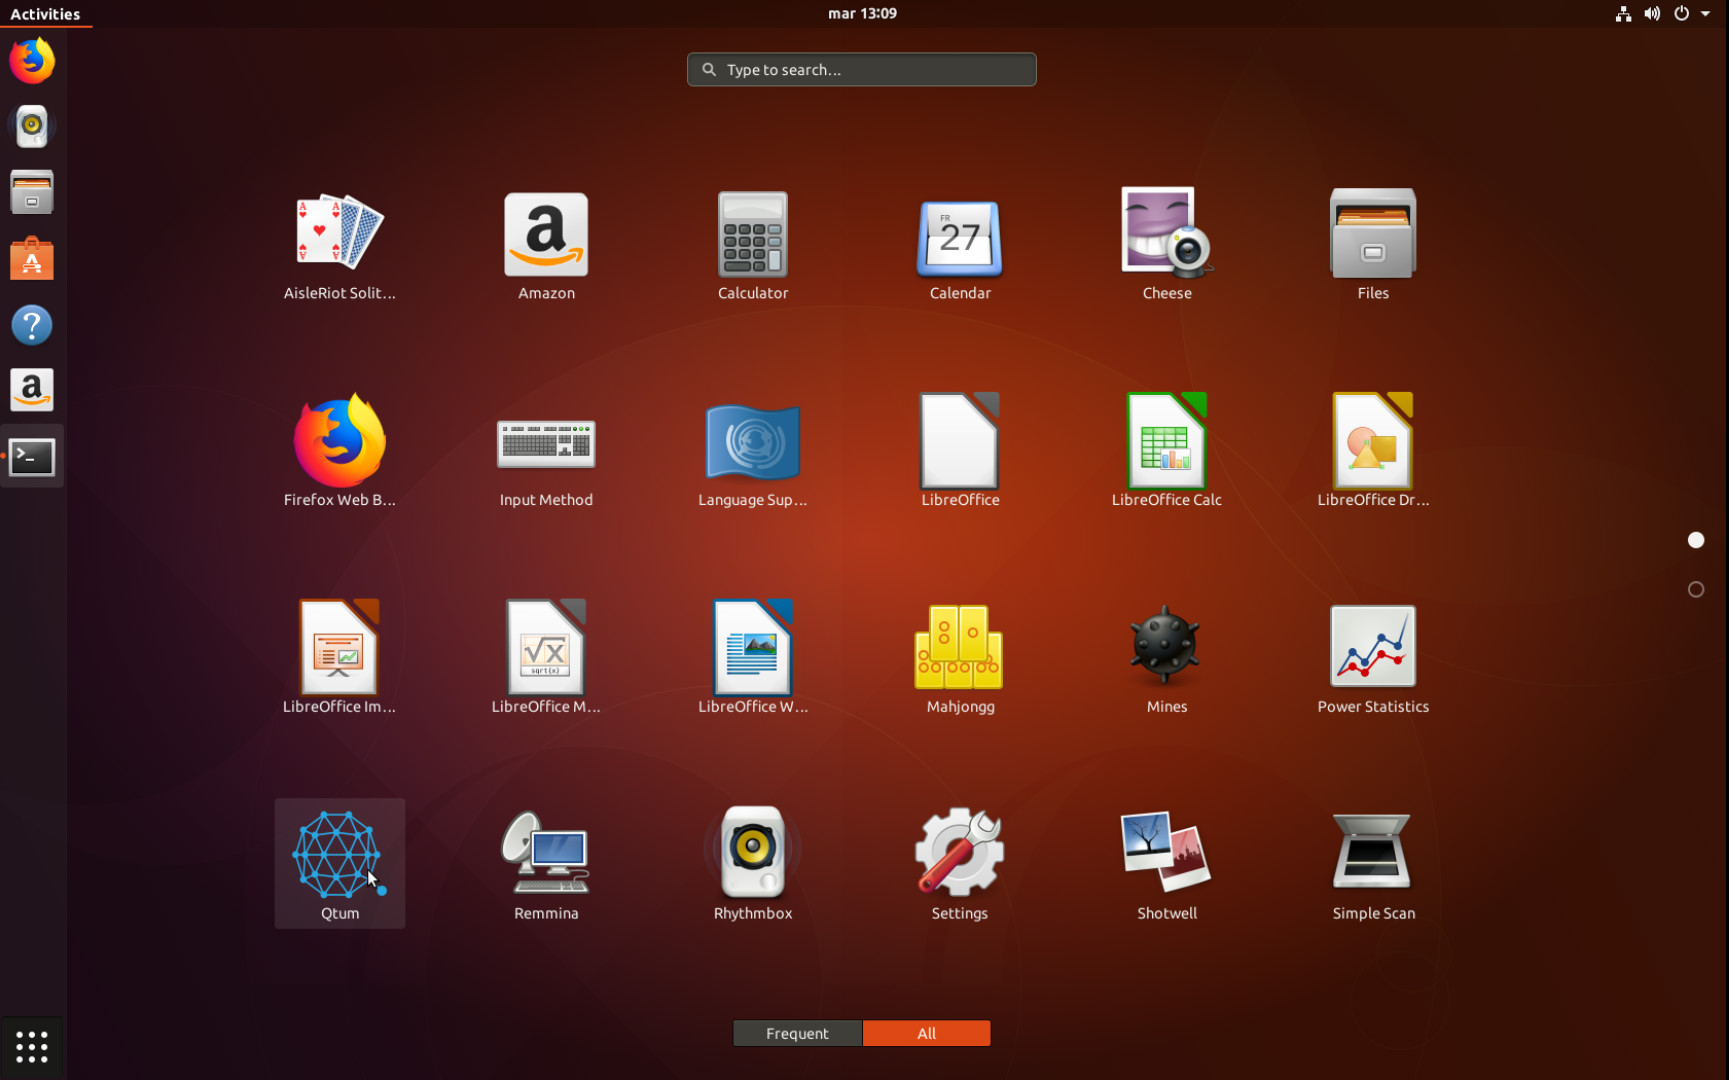 Activities
mar 13:09
Type to search...
AisleRiot Solit...
Amazon
Calculator
FR
27
Calendar
Cheese
Files
Firefox Web B...
Input Method
Language Sup...
LibreOffice
LibreOffice Calc
LibreOffice Dr...
LibreOffice Im...
√x
sqrt(x)
LibreOffice M...
LibreOffice W...
Mahjongg
Mines
Power Statistics
Qtum
Remmina
Rhythmbox
Settings
Shotwell
Simple Scan
Frequent
All